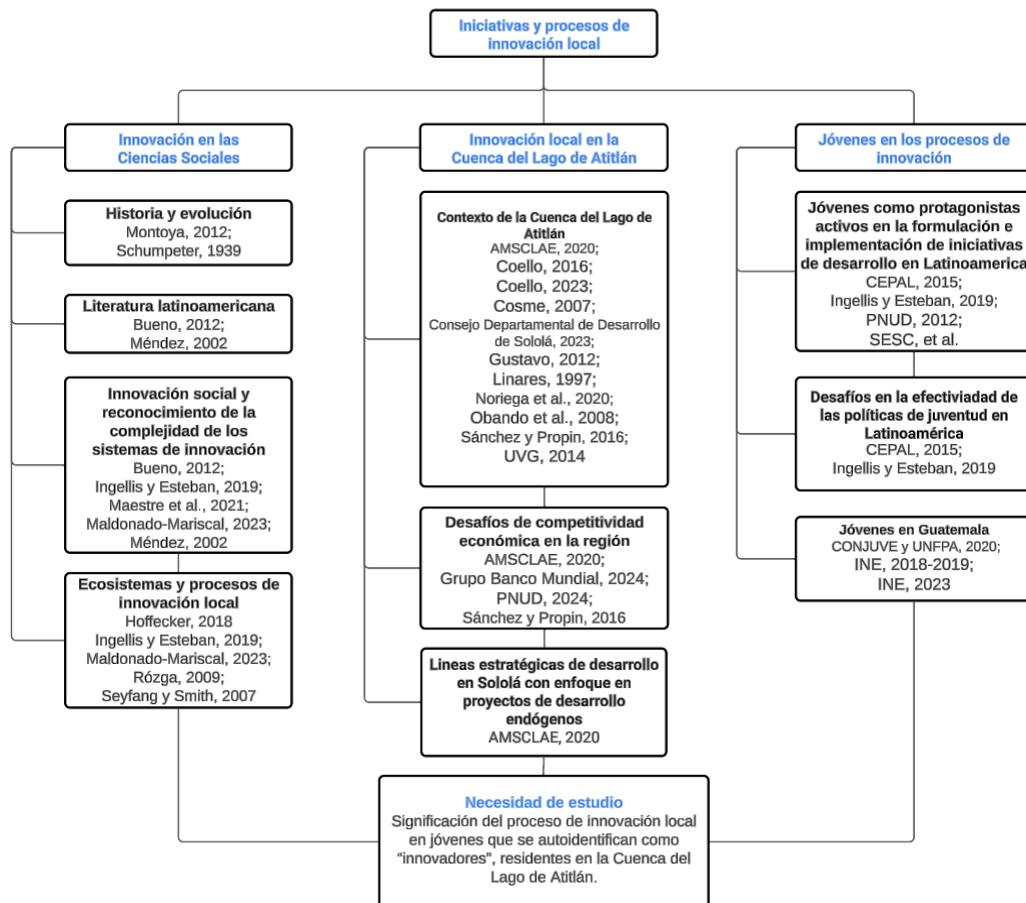 Iniciativas y procesos de
innovación local
Innovación en las
Ciencias Sociales
Historia y evolución
Montoya, 2012;
Schumpeter, 1939
Literatura latinoamericana
Bueno, 2012;
Méndez, 2002
Innovación social y
reconocimiento de la
complejidad de los
sistemas de innovación
Bueno, 2012;
Ingellis y Esteban, 2019;
Maestre et al., 2021;
Maldonado-Mariscal, 2023;
Méndez, 2002
Ecosistemas y procesos de
innovación local
Hoffecker, 2018
Ingellis y Esteban, 2019;
Maldonado-Mariscal, 2023;
Rózga, 2009;
Seyfang y Smith, 2007
Innovación local en la
Cuenca del Lago de Atitlán
Contexto de la Cuenca del Lago de
Atitlán
AMSCLAE, 2020;
Coello, 2016;
Coello, 2023;
Cosme, 2007;
Consejo Departamental de Desarrollo
de Sololá, 2023;
Gustavo, 2012;
Linares, 1997;
Noriega et al., 2020;
Obando et al., 2008;
Sánchez y Propin, 2016;
UVG, 2014
Desafíos de competitividad
económica en la región
AMSCLAE, 2020;
Grupo Banco Mundial, 2024;
PNUD, 2024;
Sánchez y Propin, 2016
Lineas estratégicas de desarrollo
en Sololá con enfoque en
proyectos de desarrollo
endógenos
AMSCLAE, 2020
Jóvenes en los procesos de
innovación
Jóvenes como protagonistas
activos en la formulación e
implementación de iniciativas
de desarrollo en Latinoamerica
CEPAL, 2015;
Ingellis y Esteban, 2019;
PNUD, 2012;
SESC, et al.
Desafíos en la efectiviadad de
las políticas de juventud en
Latinoamérica
CEPAL, 2015;
Ingellis y Esteban, 2019
Jóvenes en Guatemala
CONJUVE y UNFPA, 2020;
INE, 2018-2019;
INE, 2023
Necesidad de estudio
Significación del proceso de innovación local
en jóvenes que se autoidentifican como
“innovadores”, residentes en la Cuenca del
Lago de Atitlán.